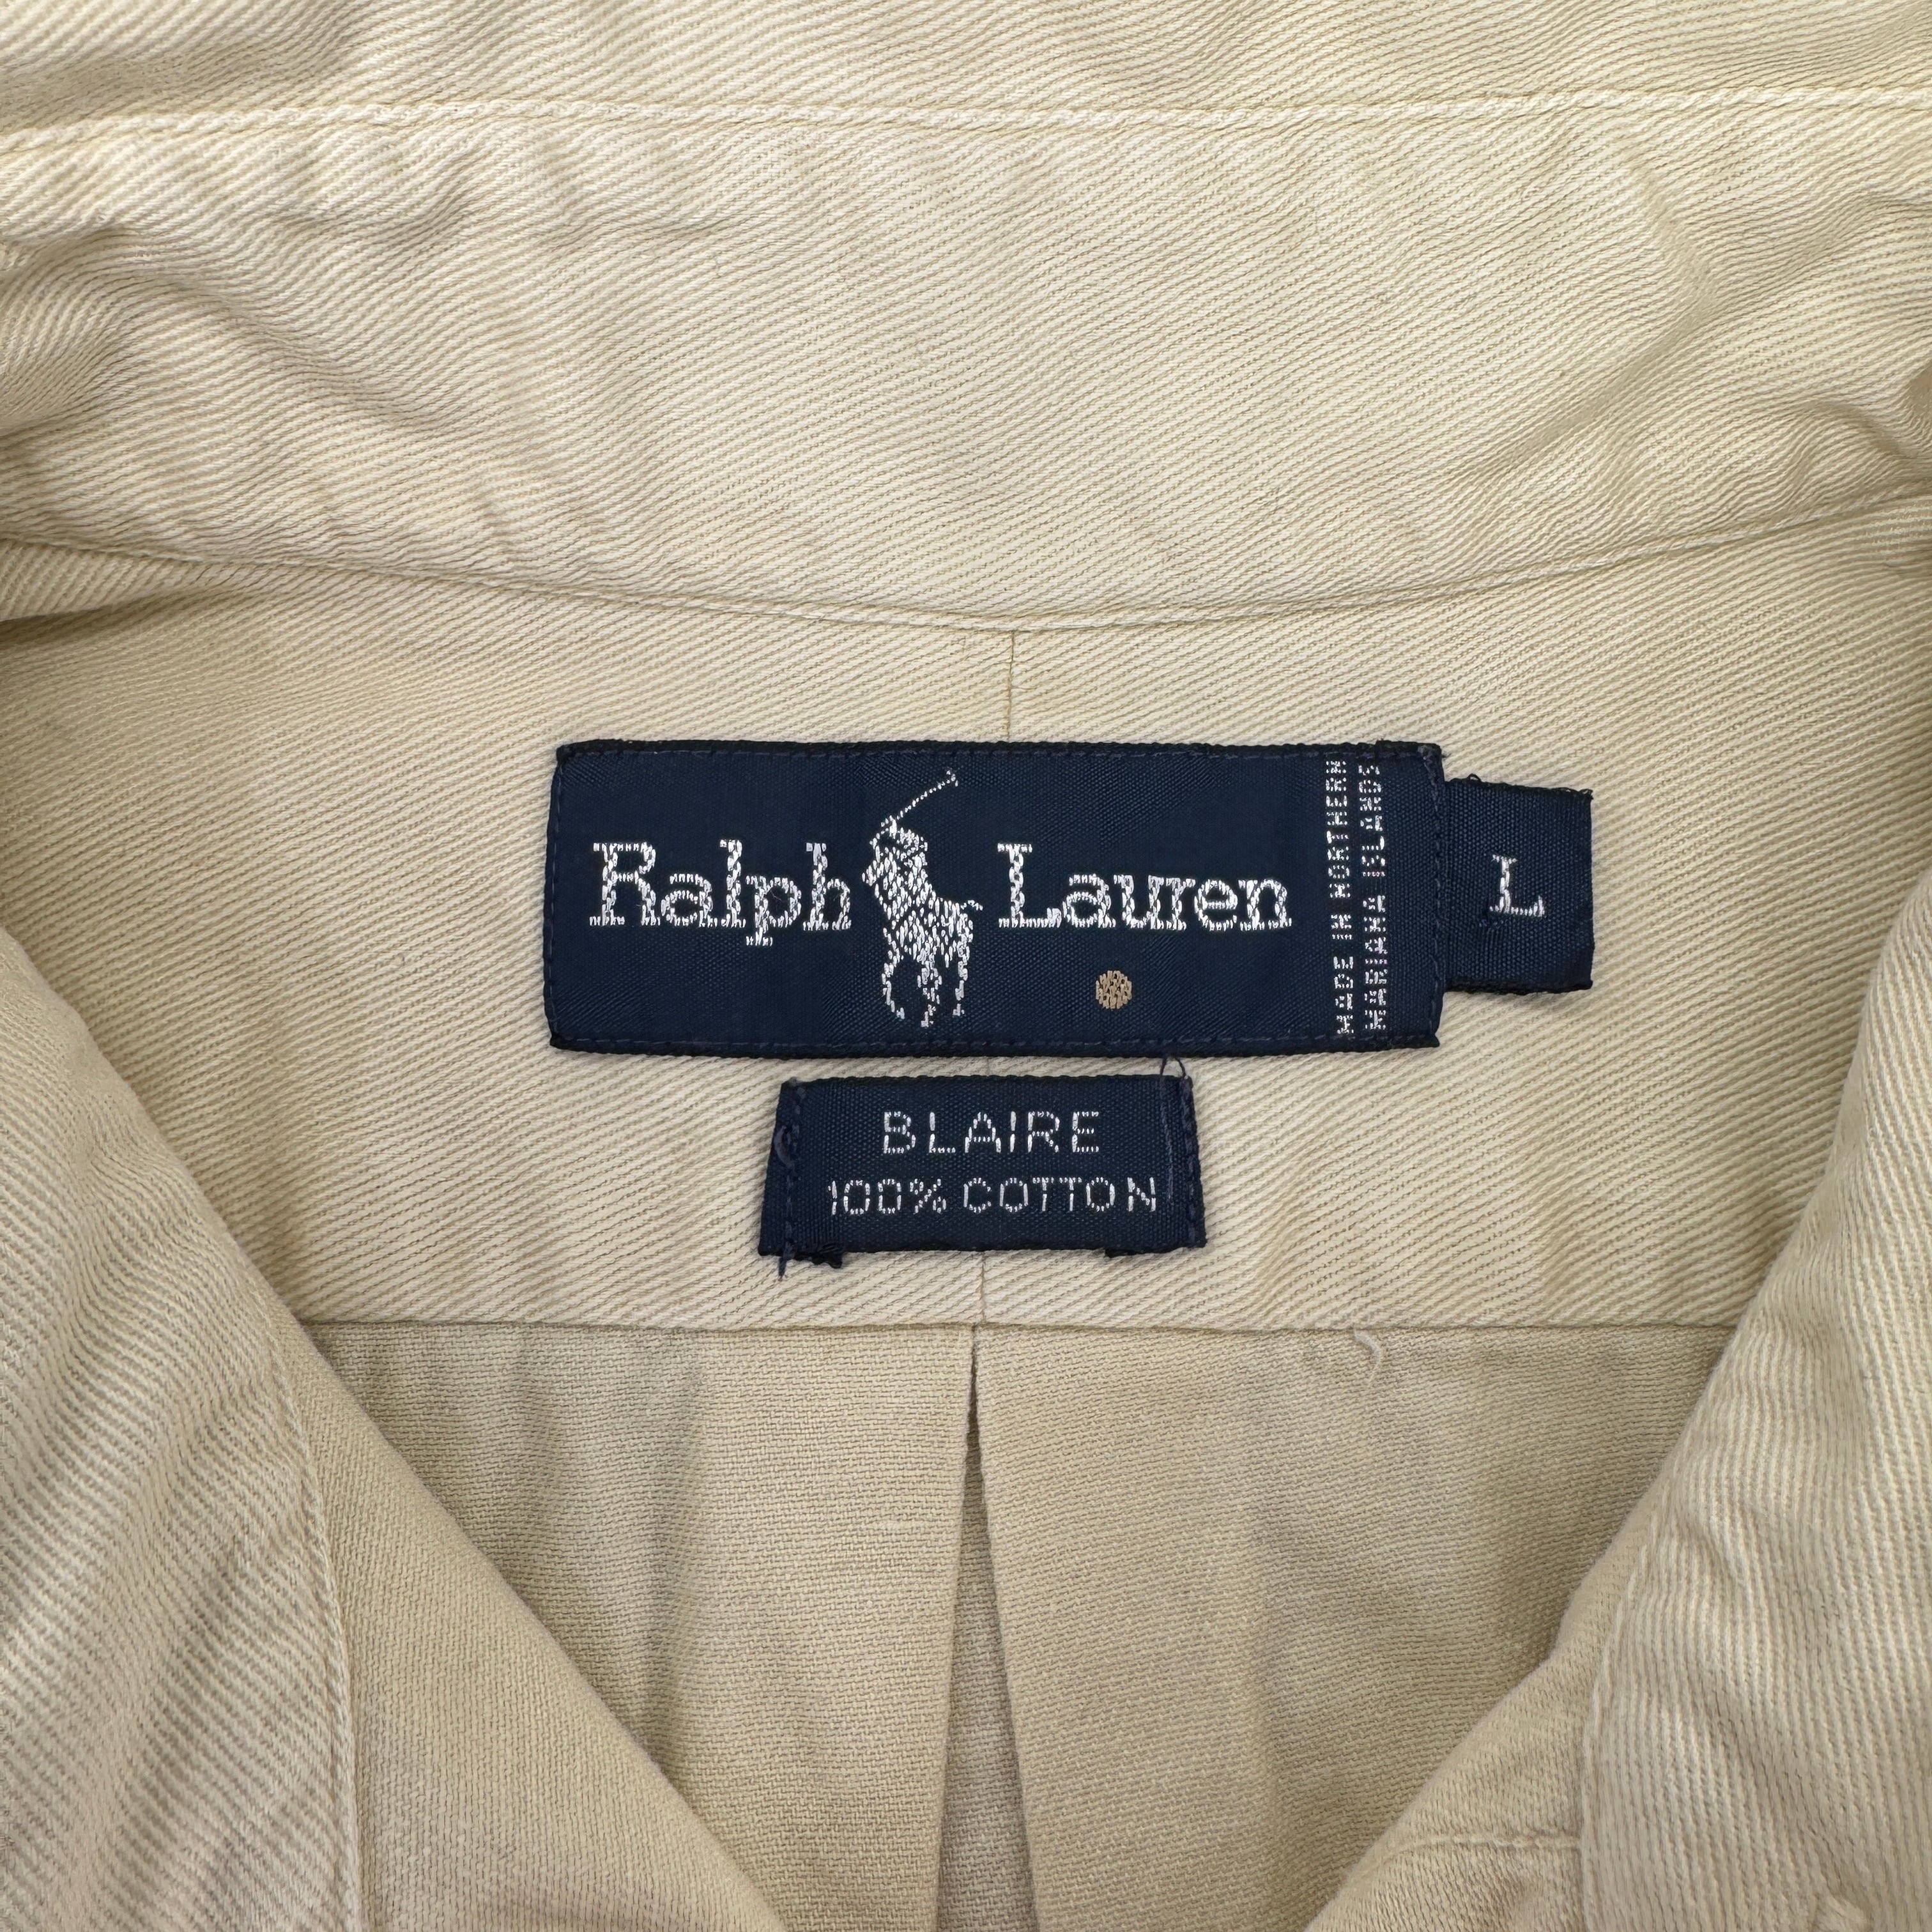 Ralph Lauren
MADE IN NORTHERN
MARIANA ISLANDS
L
BLAIRE
100% COTTON